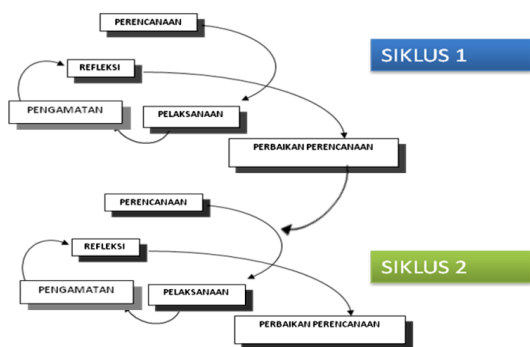 PERENCANAAN
SIKLUS 1
REFLEKSI
PENGAMATAN
PELAKSANAAN
PERBAIKAN PERENCANAAN
PERENCANAAN
REFLEKSI
SIKLUS 2
PENGAMATAN
PELAKSANAAN
PERBAIKAN PERENCANAAN